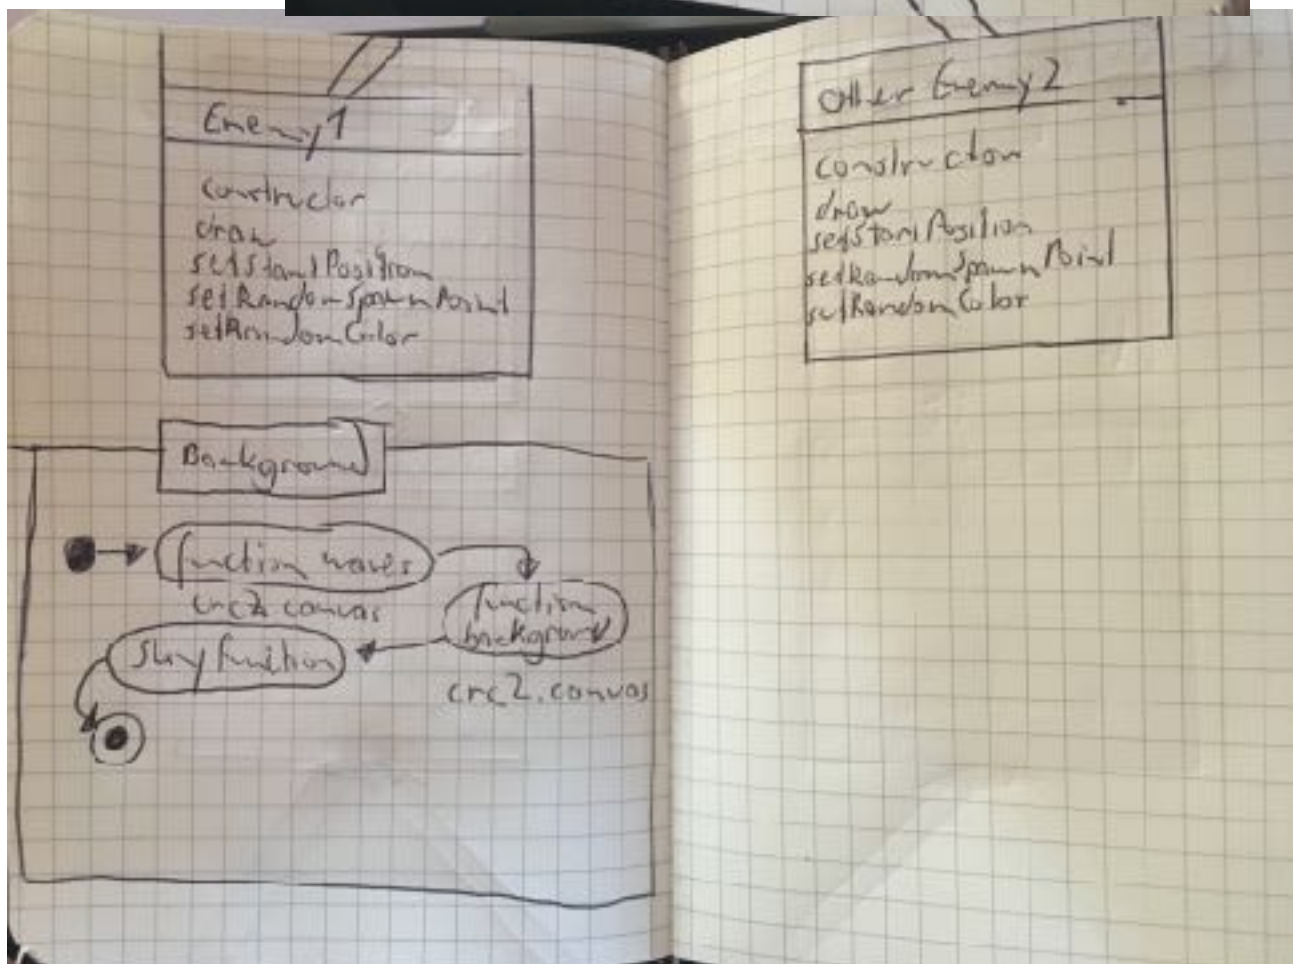 Enemy1
constructor
draw
setStartPosition
setRandomSpawnPoint
setRandomColor
Other Enemy2
constructor
draw
setStartPosition
setRandomSpawnPoint
setRandomColor
Background
function waves
crc2 canvas
function
background
crc2.canvas
function